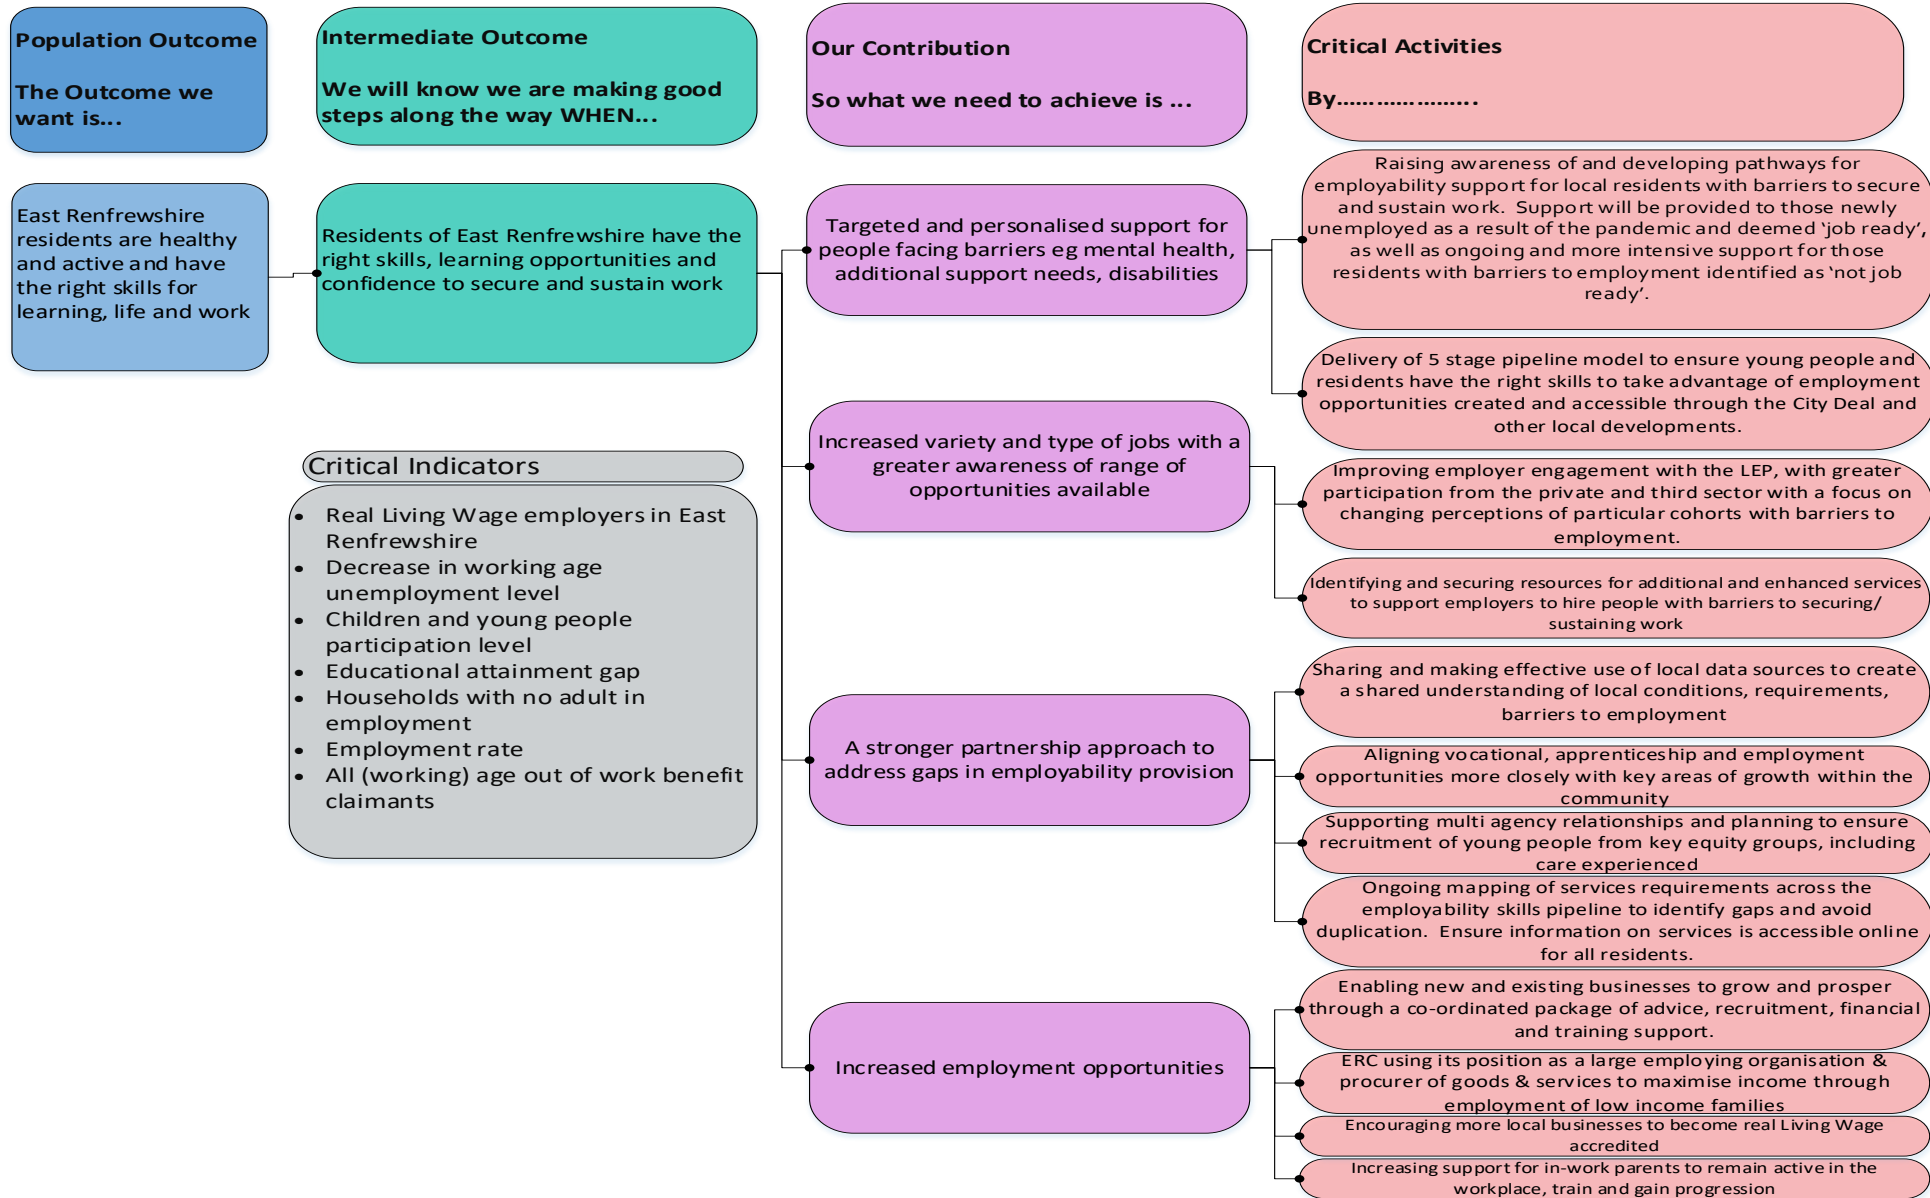 Population Outcome
The Outcome we
want is...
Intermediate Outcome
We will know we are making good
steps along the way WHEN...
Our Contribution
So what we need to achieve is ...
Critical Activities
By.....................
East Renfrewshire
residents are healthy
and active and have
the right skills for
learning, life and work
Residents of East Renfrewshire have the
right skills, learning opportunities and
confidence to secure and sustain work
Targeted and personalised support for
people facing barriers eg mental health,
additional support needs, disabilities
Raising awareness of and developing pathways for
employability support for local residents with barriers to secure
and sustain work.  Support will be provided to those newly
unemployed as a result of the pandemic and deemed ‘job ready’,
as well as ongoing and more intensive support for those
residents with barriers to employment identified as ‘not job
ready’.
Delivery of 5 stage pipeline model to ensure young people and
residents have the right skills to take advantage of employment
opportunities created and accessible through the City Deal and
other local developments.
Increased variety and type of jobs with a
greater awareness of range of
opportunities available
Improving employer engagement with the LEP, with greater
participation from the private and third sector with a focus on
changing perceptions of particular cohorts with barriers to
employment.
Identifying and securing resources for additional and enhanced services
to support employers to hire people with barriers to securing/
sustaining work
Critical Indicators
• Real Living Wage employers in East
Renfrewshire
• Decrease in working age
unemployment level
• Children and young people
participation level
• Educational attainment gap
• Households with no adult in
employment
• Employment rate
• All (working) age out of work benefit
claimants
A stronger partnership approach to
address gaps in employability provision
Sharing and making effective use of local data sources to create
a shared understanding of local conditions, requirements,
barriers to employment
Aligning vocational, apprenticeship and employment
opportunities more closely with key areas of growth within the
community
Supporting multi agency relationships and planning to ensure
recruitment of young people from key equity groups, including
care experienced
Ongoing mapping of services requirements across the
employability skills pipeline to identify gaps and avoid
duplication.  Ensure information on services is accessible online
for all residents.
Increased employment opportunities
Enabling new and existing businesses to grow and prosper
through a co-ordinated package of advice, recruitment, financial
and training support.
ERC using its position as a large employing organisation &
procurer of goods & services to maximise income through
employment of low income families
Encouraging more local businesses to become real Living Wage
accredited
Increasing support for in-work parents to remain active in the
workplace, train and gain progression